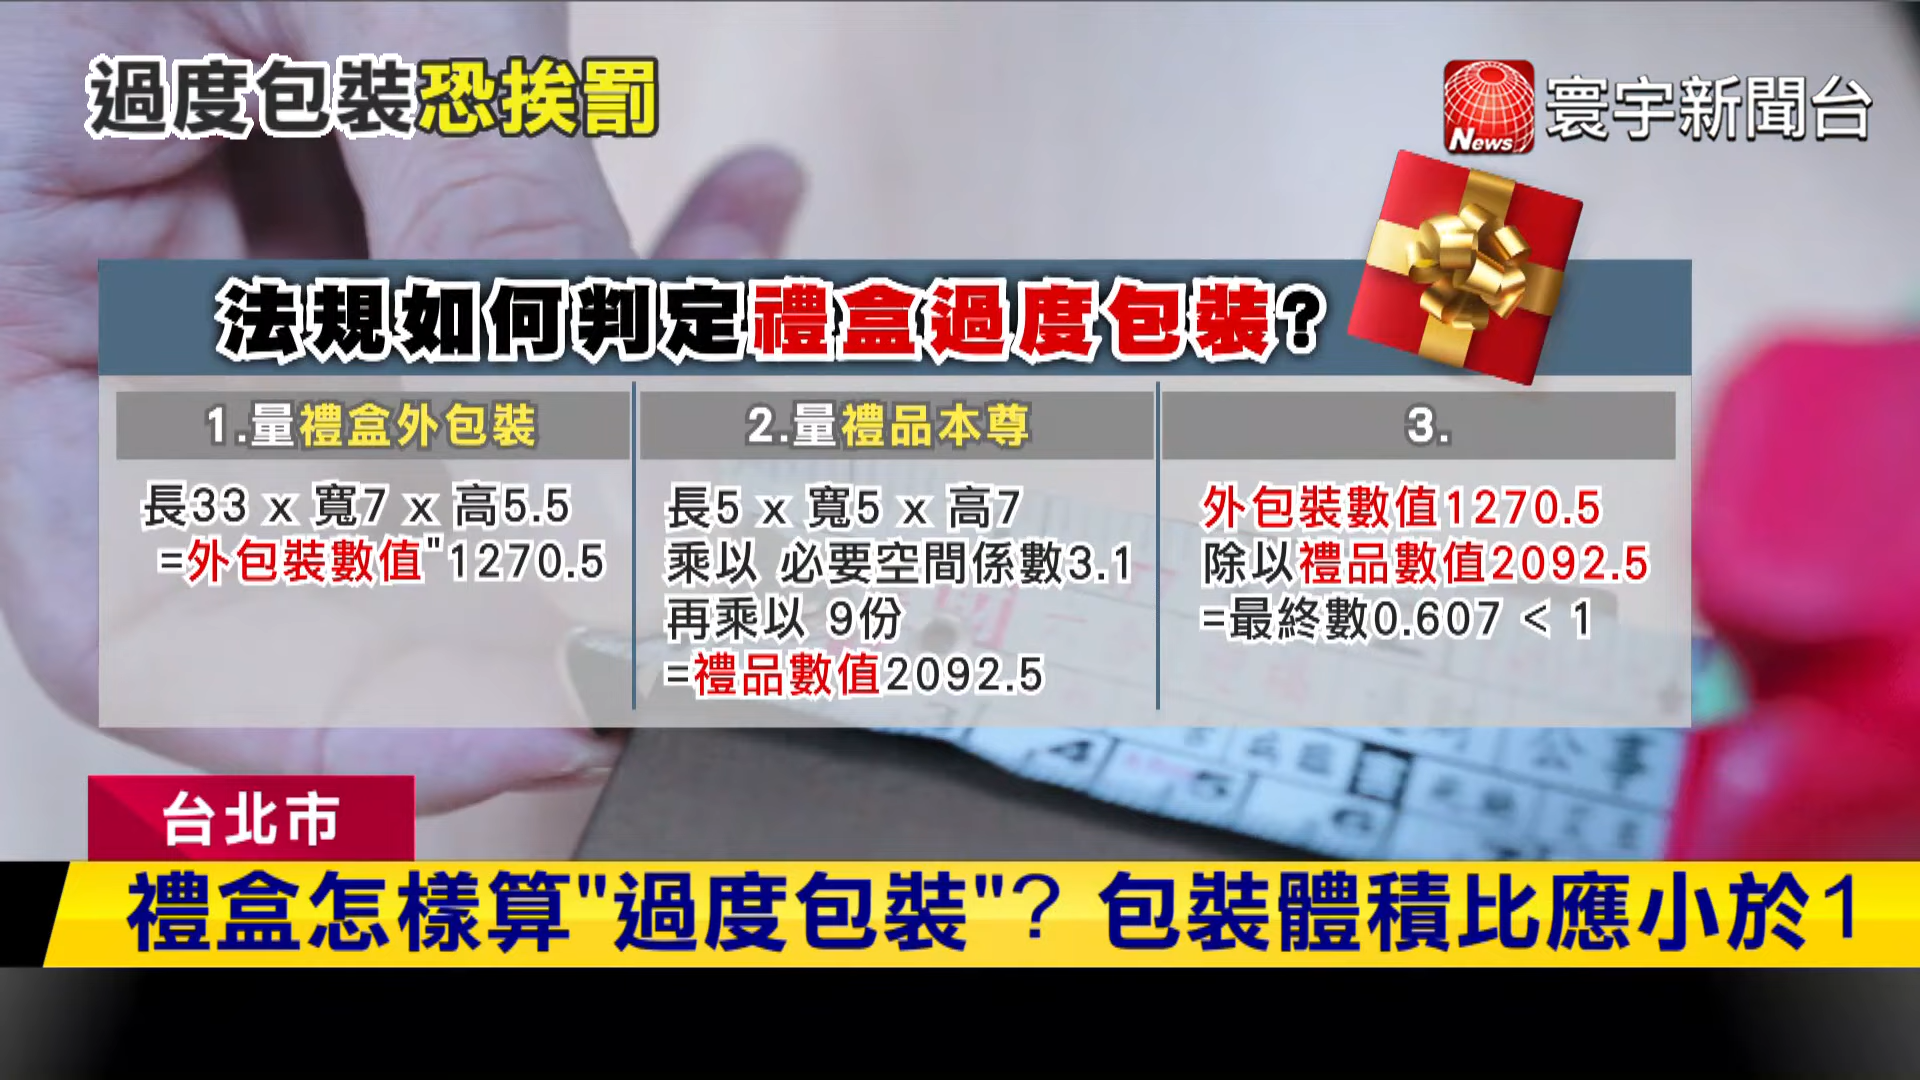 過度包裝恐挨罰
News
寰宇新聞台
法規如何判定禮盒過度包裝?
1.量禮盒外包裝
長33 x 寬7 x 高5.5
=外包裝數值"1270.5
2.量禮品本尊
長5 x 寬5 x 高7
乘以 必要空間係數3.1
再乘以 9份
=禮品數值2092.5
3.
外包裝數值1270.5
除以禮品數值2092.5
=最終數0.607 < 1
4
5
6
公事
台北市
禮盒怎樣算"過度包裝"? 包裝體積比應小於1